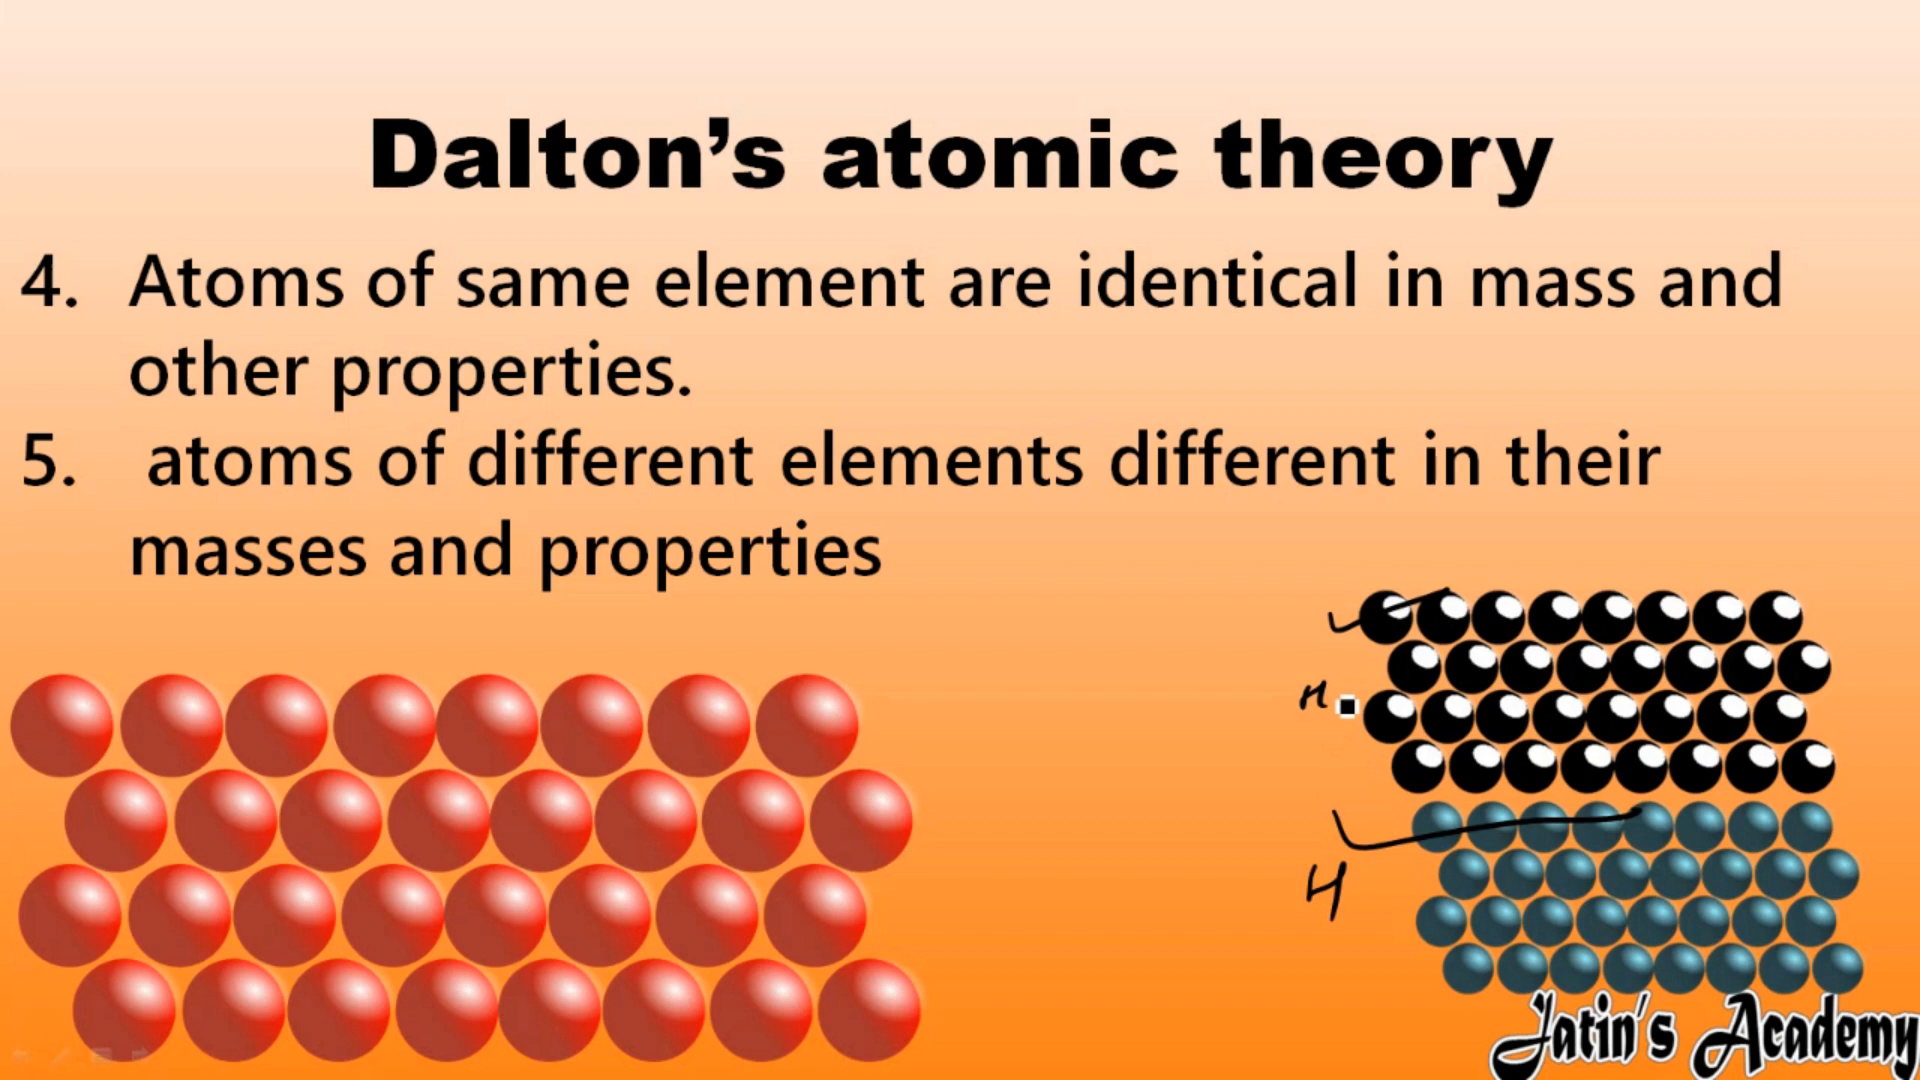 Dalton’s atomic theory
4. Atoms of same element are identical in mass and
other properties.
5. atoms of different elements different in their
masses and properties
H
Jatin's Academy